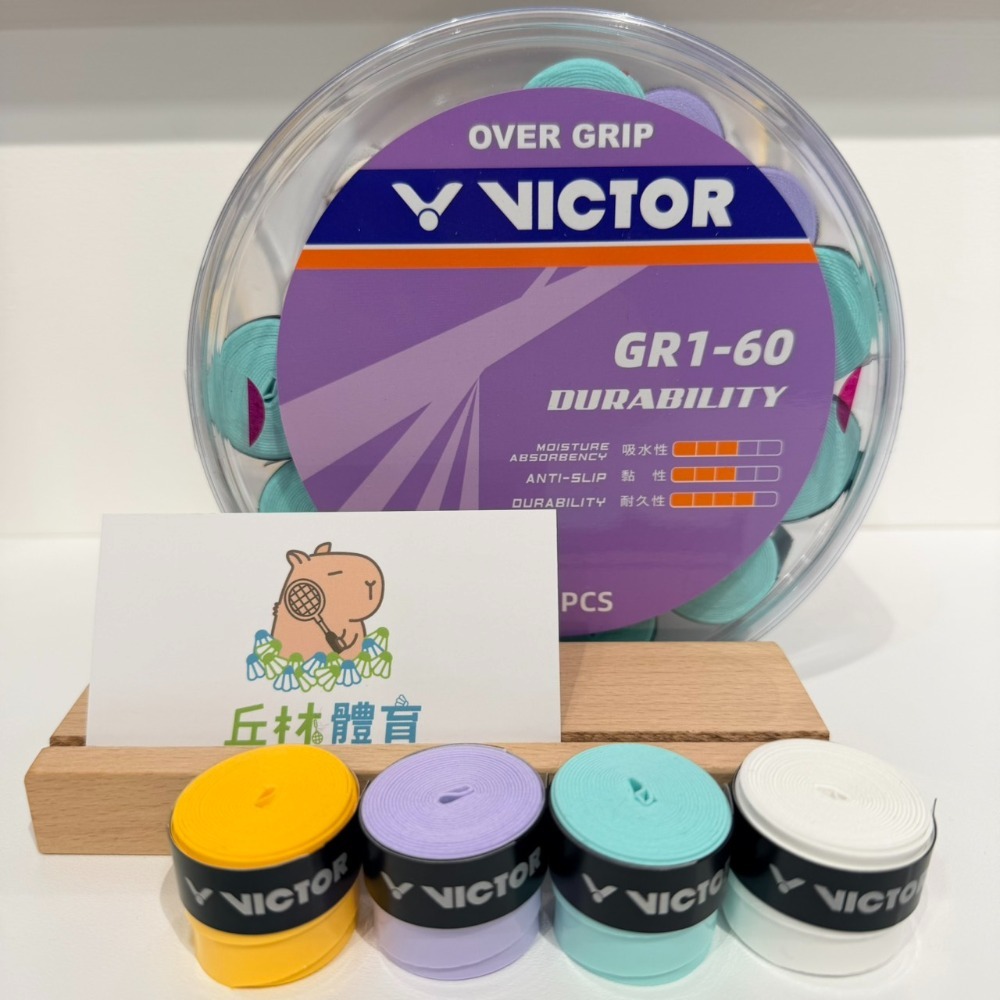 OVER GRIP
VICTOR
GR1-60
DURABILITY
MOISTURE ABSORBENCY 吸水性
ANTI-SLIP 黏 性
DURABILITY 耐久性
PCS
丘林體育
VICTOR
VICTOR
VICTOR
VICTOR